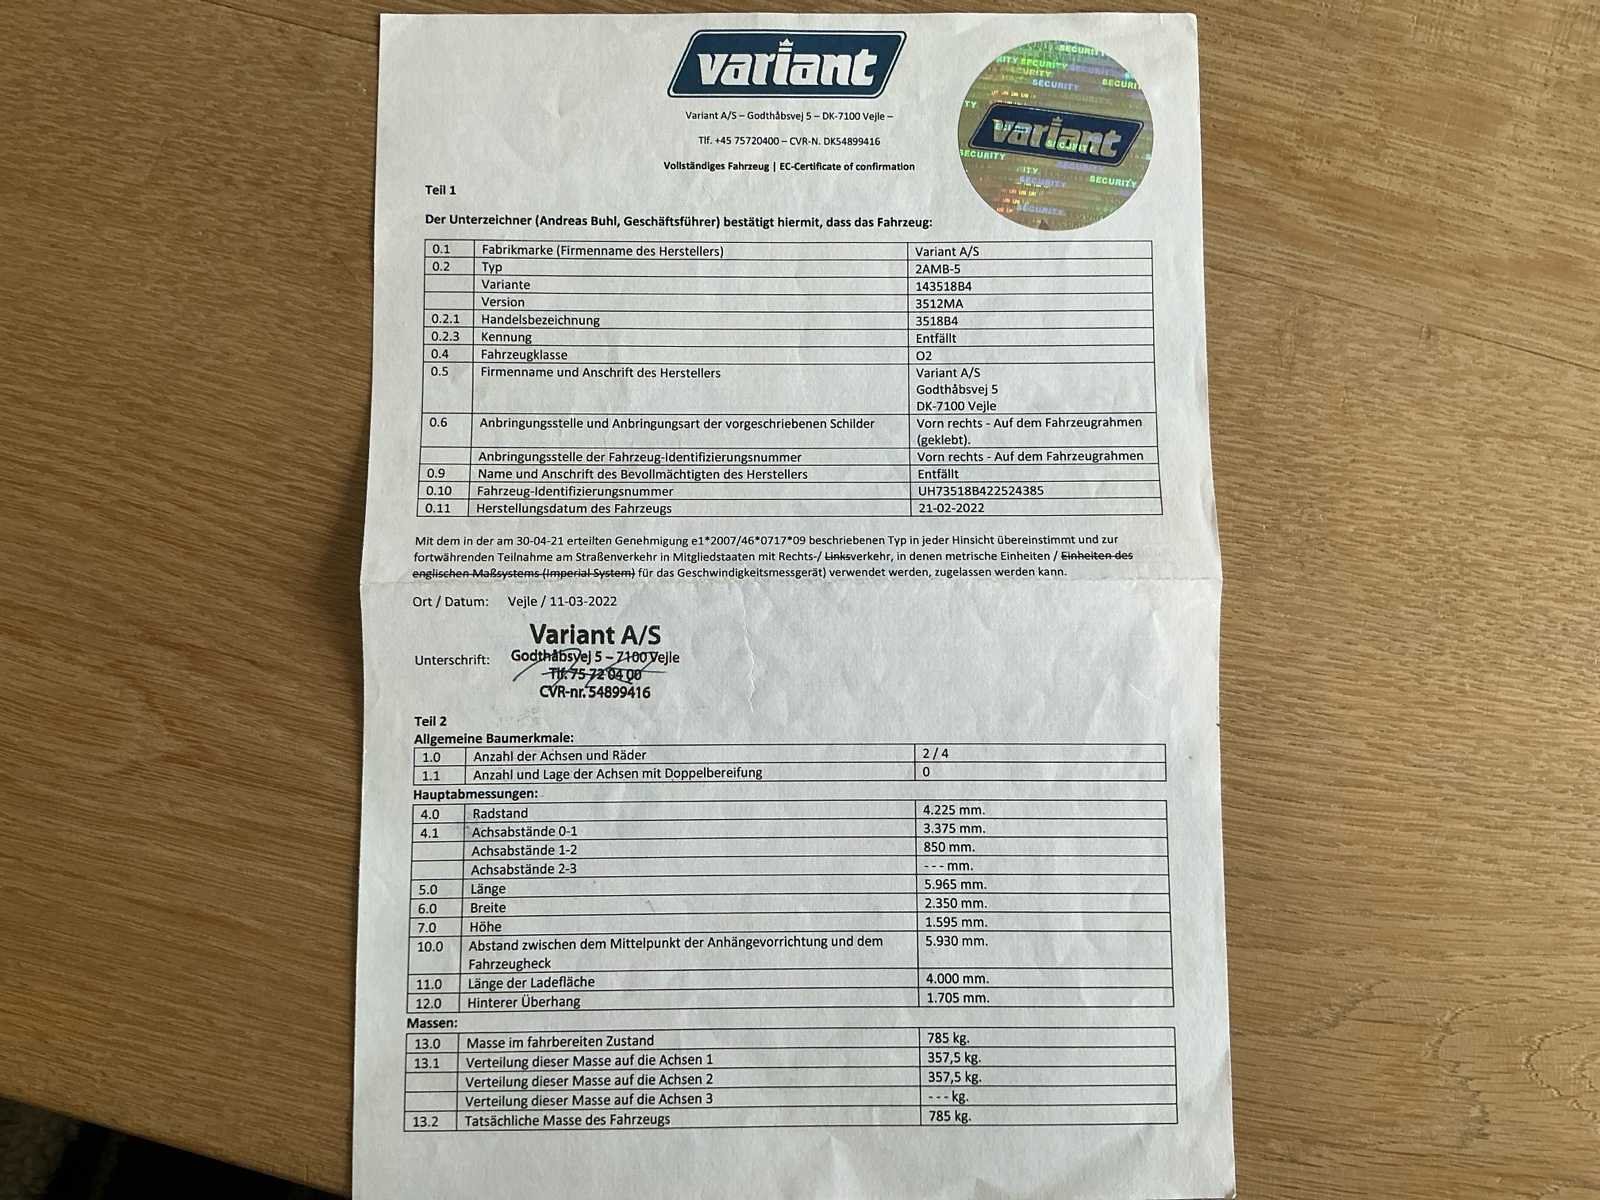 variant
Variant A/S – Godthåbsvej 5 – DK-7100 Vejle –
Tlf. +45 75720400 – CVR-N. DK54899416
Vollständiges Fahrzeug | EC-Certificate of confirmation
SECURITY
variant
Teil 1
Der Unterzeichner (Andreas Buhl, Geschäftsführer) bestätigt hiermit, dass das Fahrzeug:
0.1 Fabrikmarke (Firmenname des Herstellers) Variant A/S
0.2 Typ 2AMB-5
Variante 143518B4
Version 3512MA
0.2.1 Handelsbezeichnung 3518B4
0.2.3 Kennung Entfällt
0.4 Fahrzeugklasse O2
0.5 Firmenname und Anschrift des Herstellers Variant A/S
Godthåbsvej 5
DK-7100 Vejle
0.6 Anbringungsstelle und Anbringungsart der vorgeschriebenen Schilder Vorn rechts - Auf dem Fahrzeugrahmen
(geklebt).
Anbringungsstelle der Fahrzeug-Identifizierungsnummer Vorn rechts - Auf dem Fahrzeugrahmen
0.9 Name und Anschrift des Bevollmächtigten des Herstellers Entfällt
0.10 Fahrzeug-Identifizierungsnummer UH73518B422524385
0.11 Herstellungsdatum des Fahrzeugs 21-02-2022
Mit dem in der am 30-04-21 erteilten Genehmigung e1*2007/46*0717*09 beschriebenen Typ in jeder Hinsicht übereinstimmt und zur
fortwährenden Teilnahme am Straßenverkehr in Mitgliedstaaten mit Rechts-/ Linksverkehr, in denen metrische Einheiten / Einheiten des
englischen Maßsystems (Imperial System) für das Geschwindigkeitsmessgerät) verwendet werden, zugelassen werden kann.
Ort / Datum: Vejle / 11-03-2022
Variant A/S
Unterschrift: Godthåbsvej 5 – 7100 Vejle
Tlf. 75 72 04 00
CVR-nr. 54899416
Teil 2
Allgemeine Baumerkmale:
1.0 Anzahl der Achsen und Räder 2 / 4
1.1 Anzahl und Lage der Achsen mit Doppelbereifung 0
Hauptabmessungen:
4.0 Radstand 4.225 mm.
4.1 Achsabstände 0-1 3.375 mm.
Achsabstände 1-2 850 mm.
Achsabstände 2-3 - - - mm.
5.0 Länge 5.965 mm.
6.0 Breite 2.350 mm.
7.0 Höhe 1.595 mm.
10.0 Abstand zwischen dem Mittelpunkt der Anhängevorrichtung und dem 5.930 mm.
Fahrzeugheck
11.0 Länge der Ladefläche 4.000 mm.
12.0 Hinterer Überhang 1.705 mm.
Massen:
13.0 Masse im fahrbereiten Zustand 785 kg.
13.1 Verteilung dieser Masse auf die Achsen 1 357,5 kg.
Verteilung dieser Masse auf die Achsen 2 357,5 kg.
Verteilung dieser Masse auf die Achsen 3 - - - kg.
13.2 Tatsächliche Masse des Fahrzeugs 785 kg.